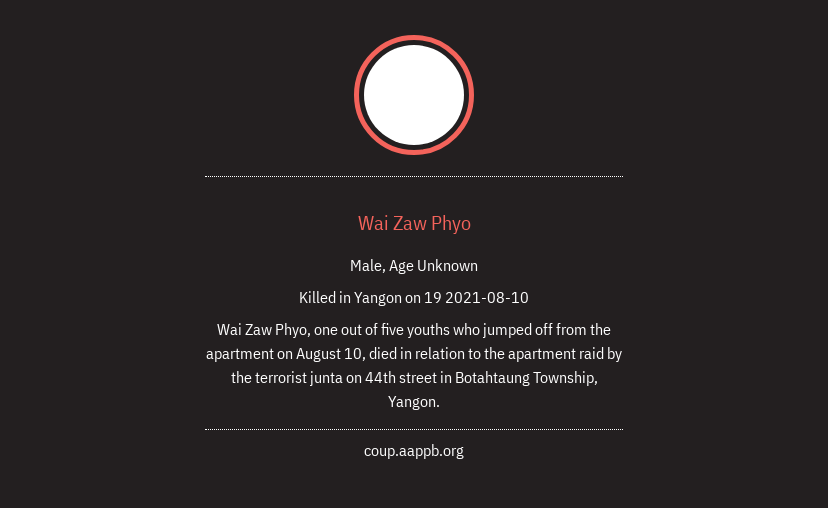 Wai Zaw Phyo
Male, Age Unknown
Killed in Yangon on 19 2021-08-10
Wai Zaw Phyo, one out of five youths who jumped off from the
apartment on August 10, died in relation to the apartment raid by
the terrorist junta on 44th street in Botahtaung Township,
Yangon.
coup.aappb.org